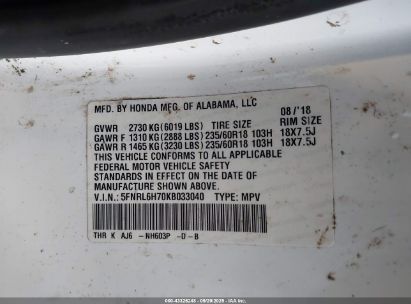 MFD. BY HONDA MFG. OF ALABAMA, LLC
08/'18
GVWR 2730 KG(6019 LBS) TIRE SIZE RIM SIZE
GAWR F 1310 KG(2888 LBS) 235/60R18 103H 18X7.5J
GAWR R 1465 KG(3230 LBS) 235/60R18 103H 18X7.5J
THIS VEHICLE CONFORMS TO ALL APPLICABLE
FEDERAL MOTOR VEHICLE SAFETY
STANDARDS IN EFFECT ON THE DATE OF
MANUFACTURE SHOWN ABOVE.
V.I.N.: 5FNRL6H70KB033040 TYPE: MPV
THR K AJ6 -NH603P -D-B 603